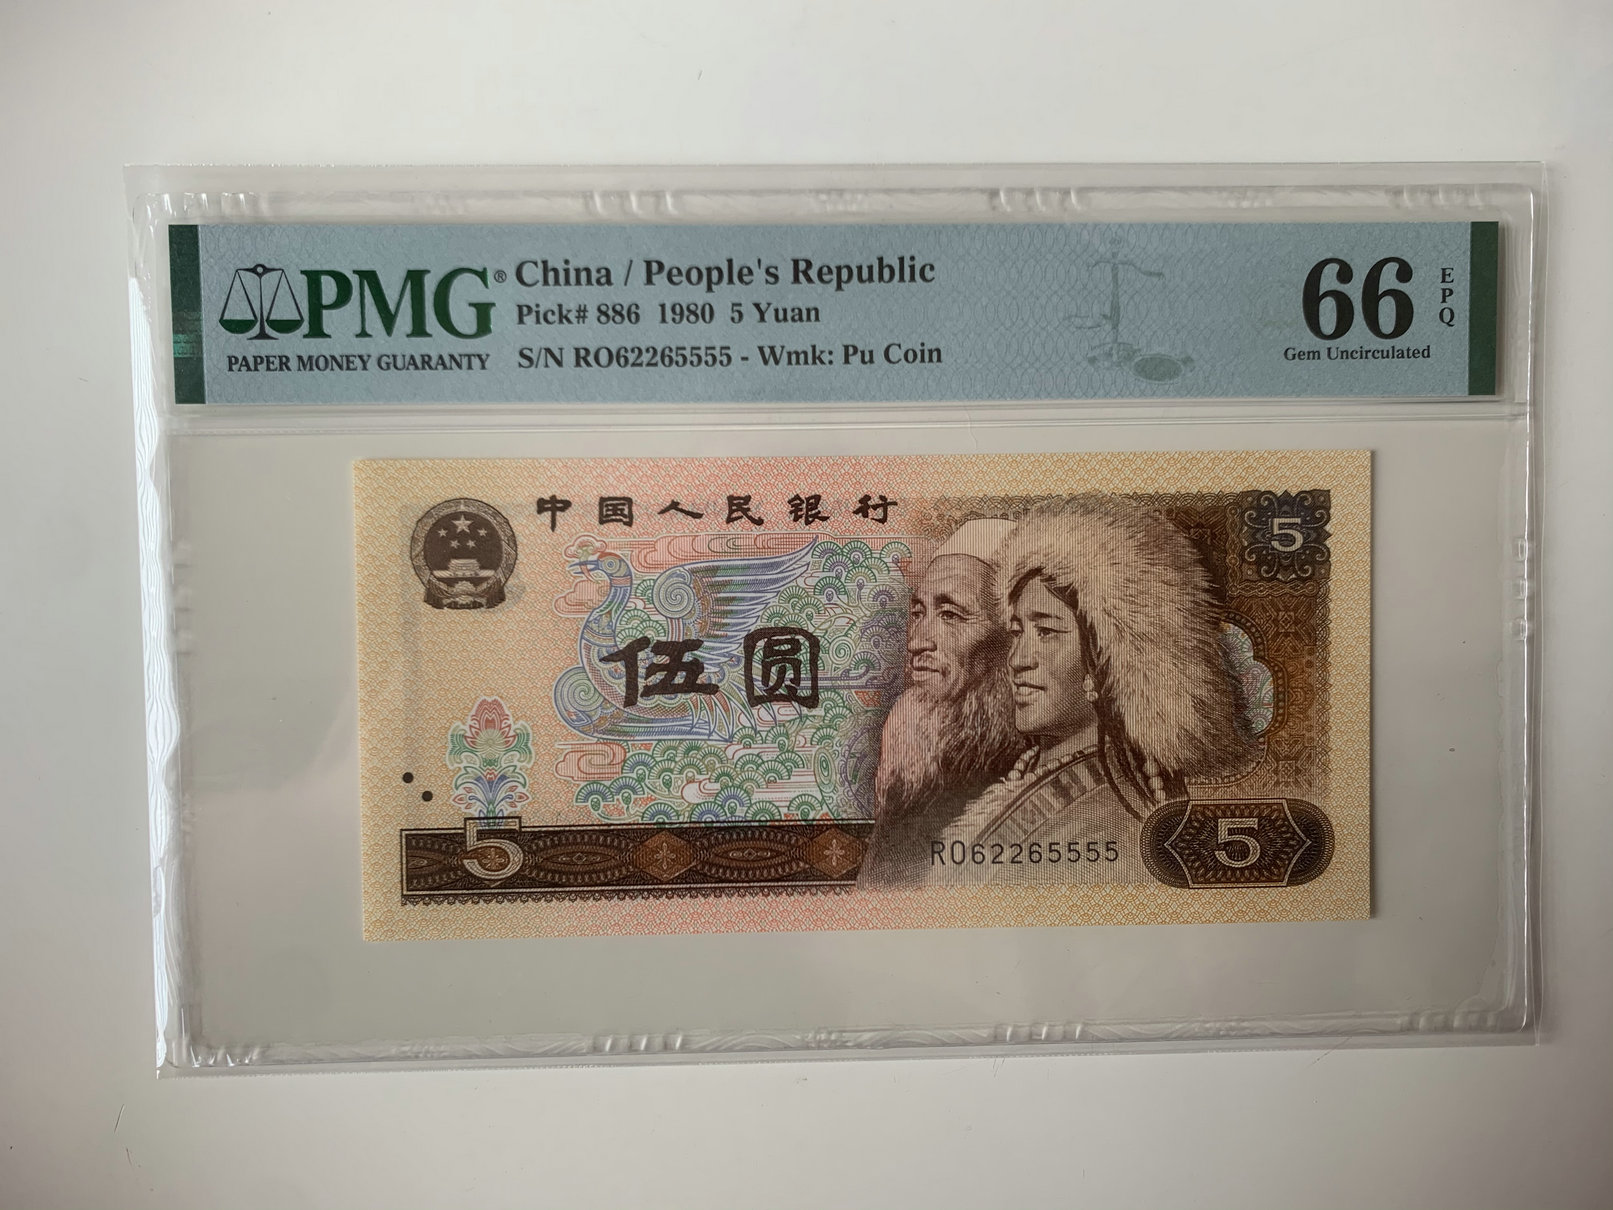 PMG®
PAPER MONEY GUARANTY
China / People's Republic
Pick# 886 1980 5 Yuan
S/N RO62265555 - Wmk: Pu Coin
66
EPQ
Gem Uncirculated
中国人民银行
5
伍圆
5
RO62265555
5